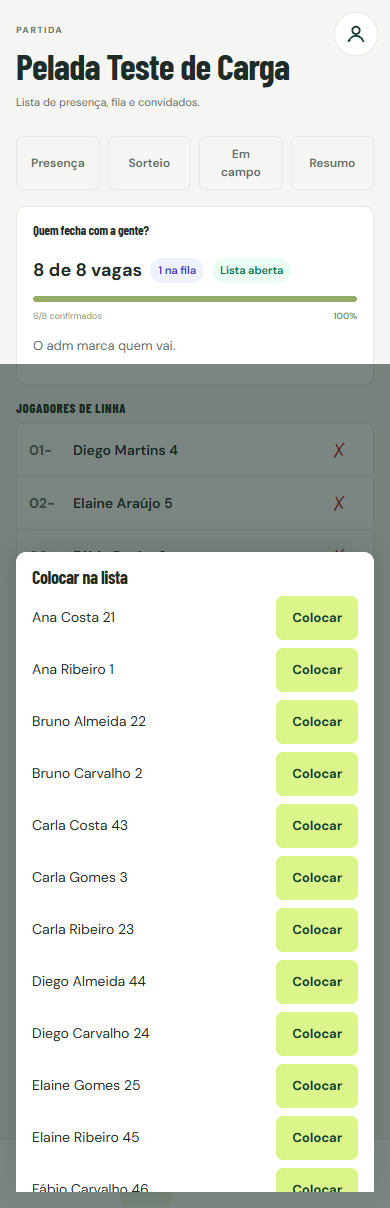 PARTIDA
Pelada Teste de Carga
Lista de presença, fila e convidados.
Presença
Sorteio
Em campo
Resumo
Quem fecha com a gente?
8 de 8 vagas
1 na fila
Lista aberta
8/8 confirmados
100%
O adm marca quem vai.
JOGADORES DE LINHA
01- Diego Martins 4 X
02- Elaine Araújo 5 X
Colocar na lista
Ana Costa 21 Colocar
Ana Ribeiro 1 Colocar
Bruno Almeida 22 Colocar
Bruno Carvalho 2 Colocar
Carla Costa 43 Colocar
Carla Gomes 3 Colocar
Carla Ribeiro 23 Colocar
Diego Almeida 44 Colocar
Diego Carvalho 24 Colocar
Elaine Gomes 25 Colocar
Elaine Ribeiro 45 Colocar
Fábio Carvalho 46 Colocar